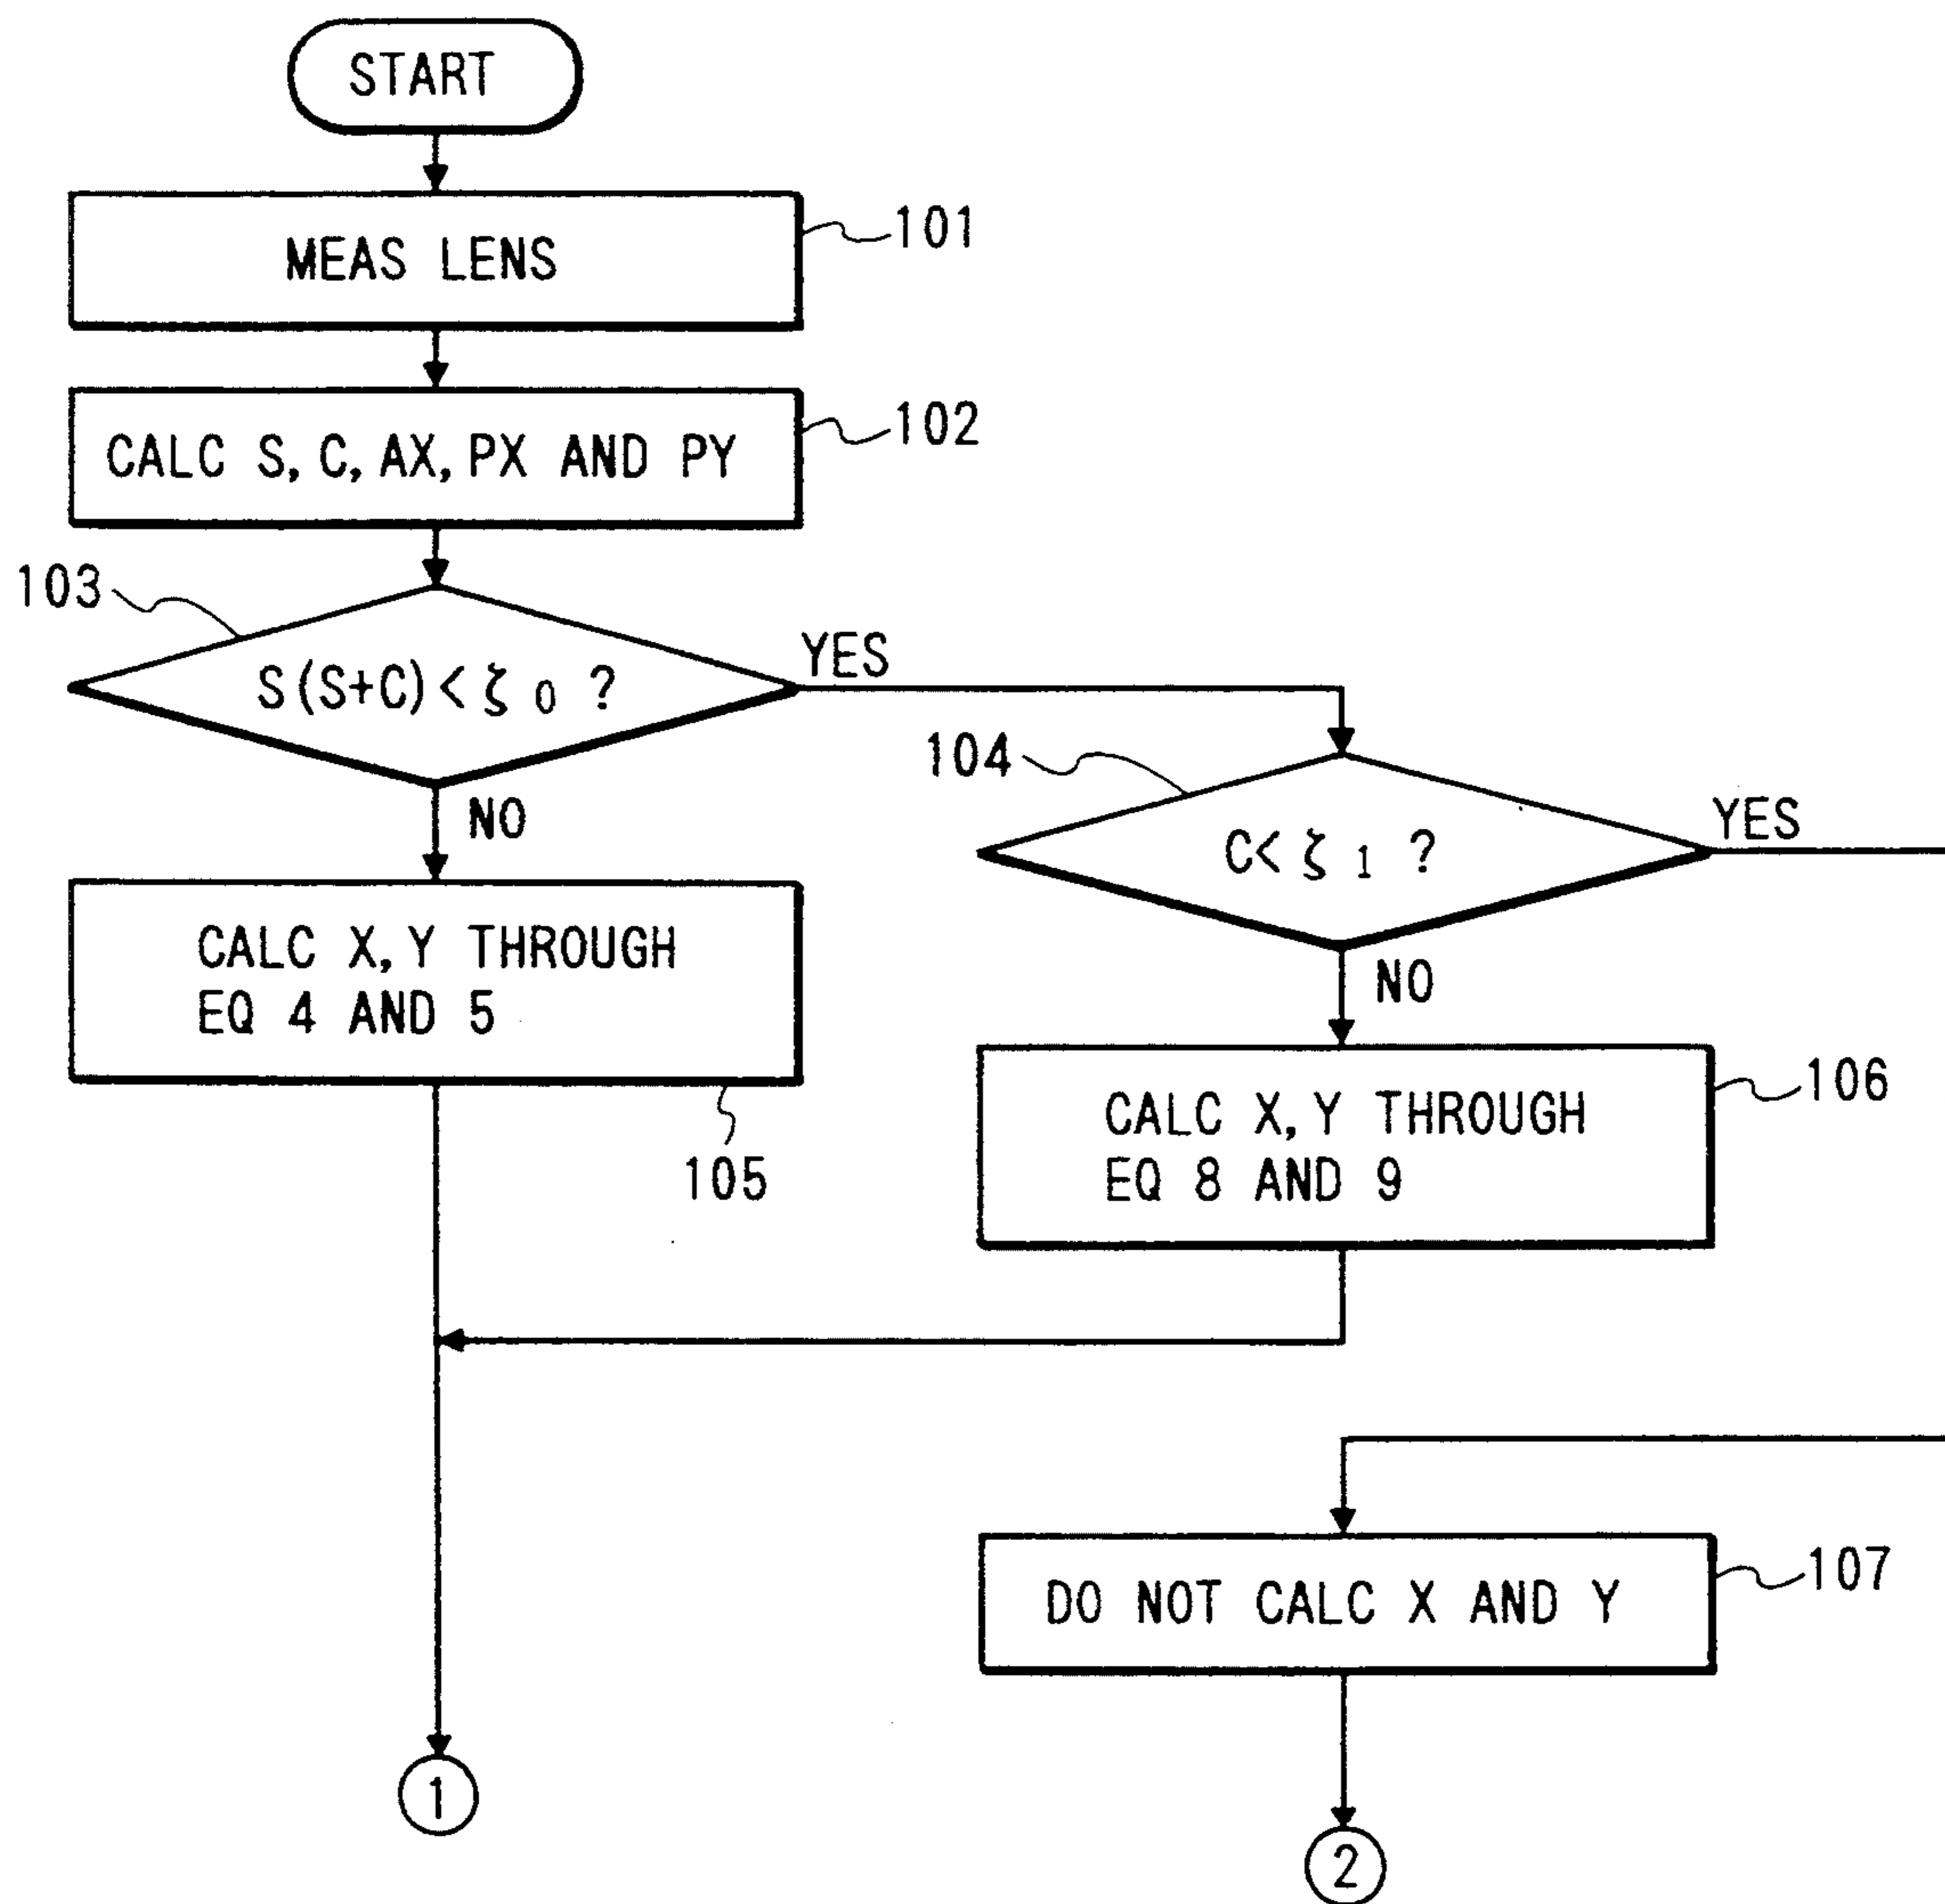 START
MEAS LENS
101
CALC S, C, AX, PX AND PY
102
103
S(S+C)<ζ0 ?
YES
NO
104
C<ζ1 ?
YES
NO
CALC X, Y THROUGH
EQ 4 AND 5
105
CALC X, Y THROUGH
EQ 8 AND 9
106
DO NOT CALC X AND Y
107
1
2